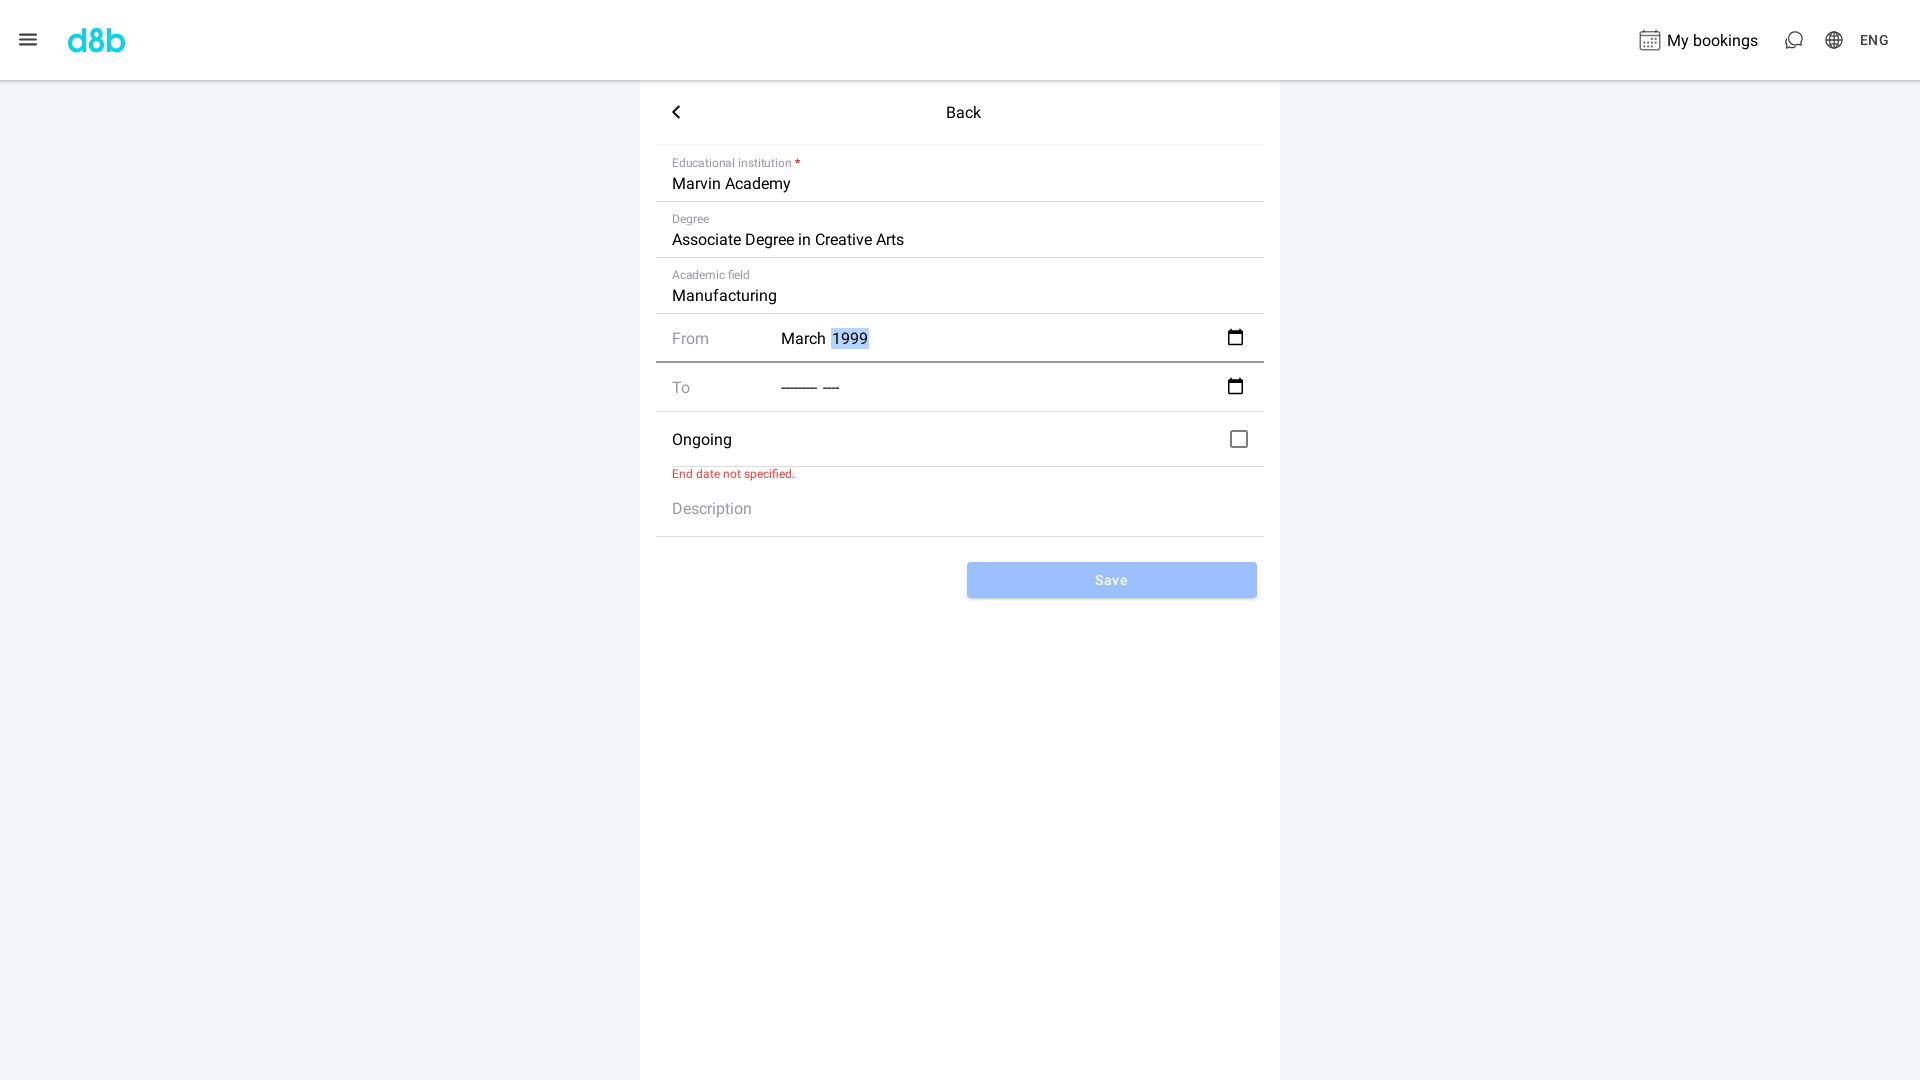 d8b
My bookings
ENG
Back
Educational institution *
Marvin Academy
Degree
Associate Degree in Creative Arts
Academic field
Manufacturing
From March 1999
To --------- ----
Ongoing
End date not specified.
Description
Save